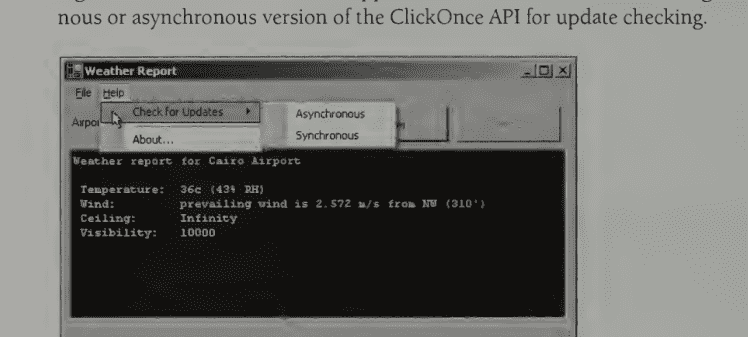 nous or asynchronous version of the ClickOnce API for update checking.
Weather Report
File Help
Check for Updates
Asynchronous
Synchronous
About...
Weather report for Cairo Airport
Temperature: 36c (43% RH)
Wind: prevailing wind is 2.572 m/s from NW (310')
Ceiling: Infinity
Visibility: 10000